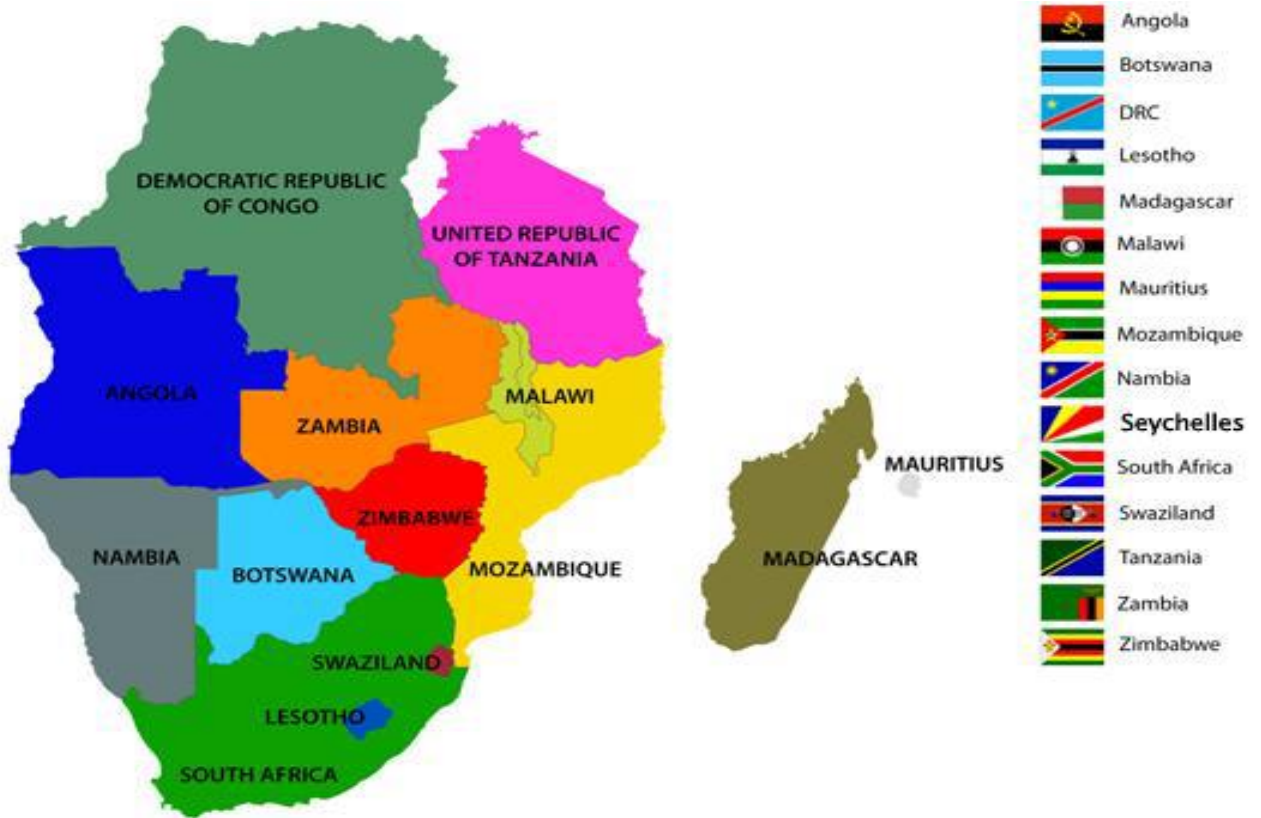 DEMOCRATIC REPUBLIC
OF CONGO
UNITED REPUBLIC
OF TANZANIA
ANGOLA
ZAMBIA
MALAWI
MAURITIUS
ZIMBABWE
NAMBIA
BOTSWANA
MOZAMBIQUE
MADAGASCAR
SWAZILAND
LESOTHO
SOUTH AFRICA
Angola
Botswana
DRC
Lesotho
Madagascar
Malawi
Mauritius
Mozambique
Nambia
Seychelles
South Africa
Swaziland
Tanzania
Zambia
Zimbabwe